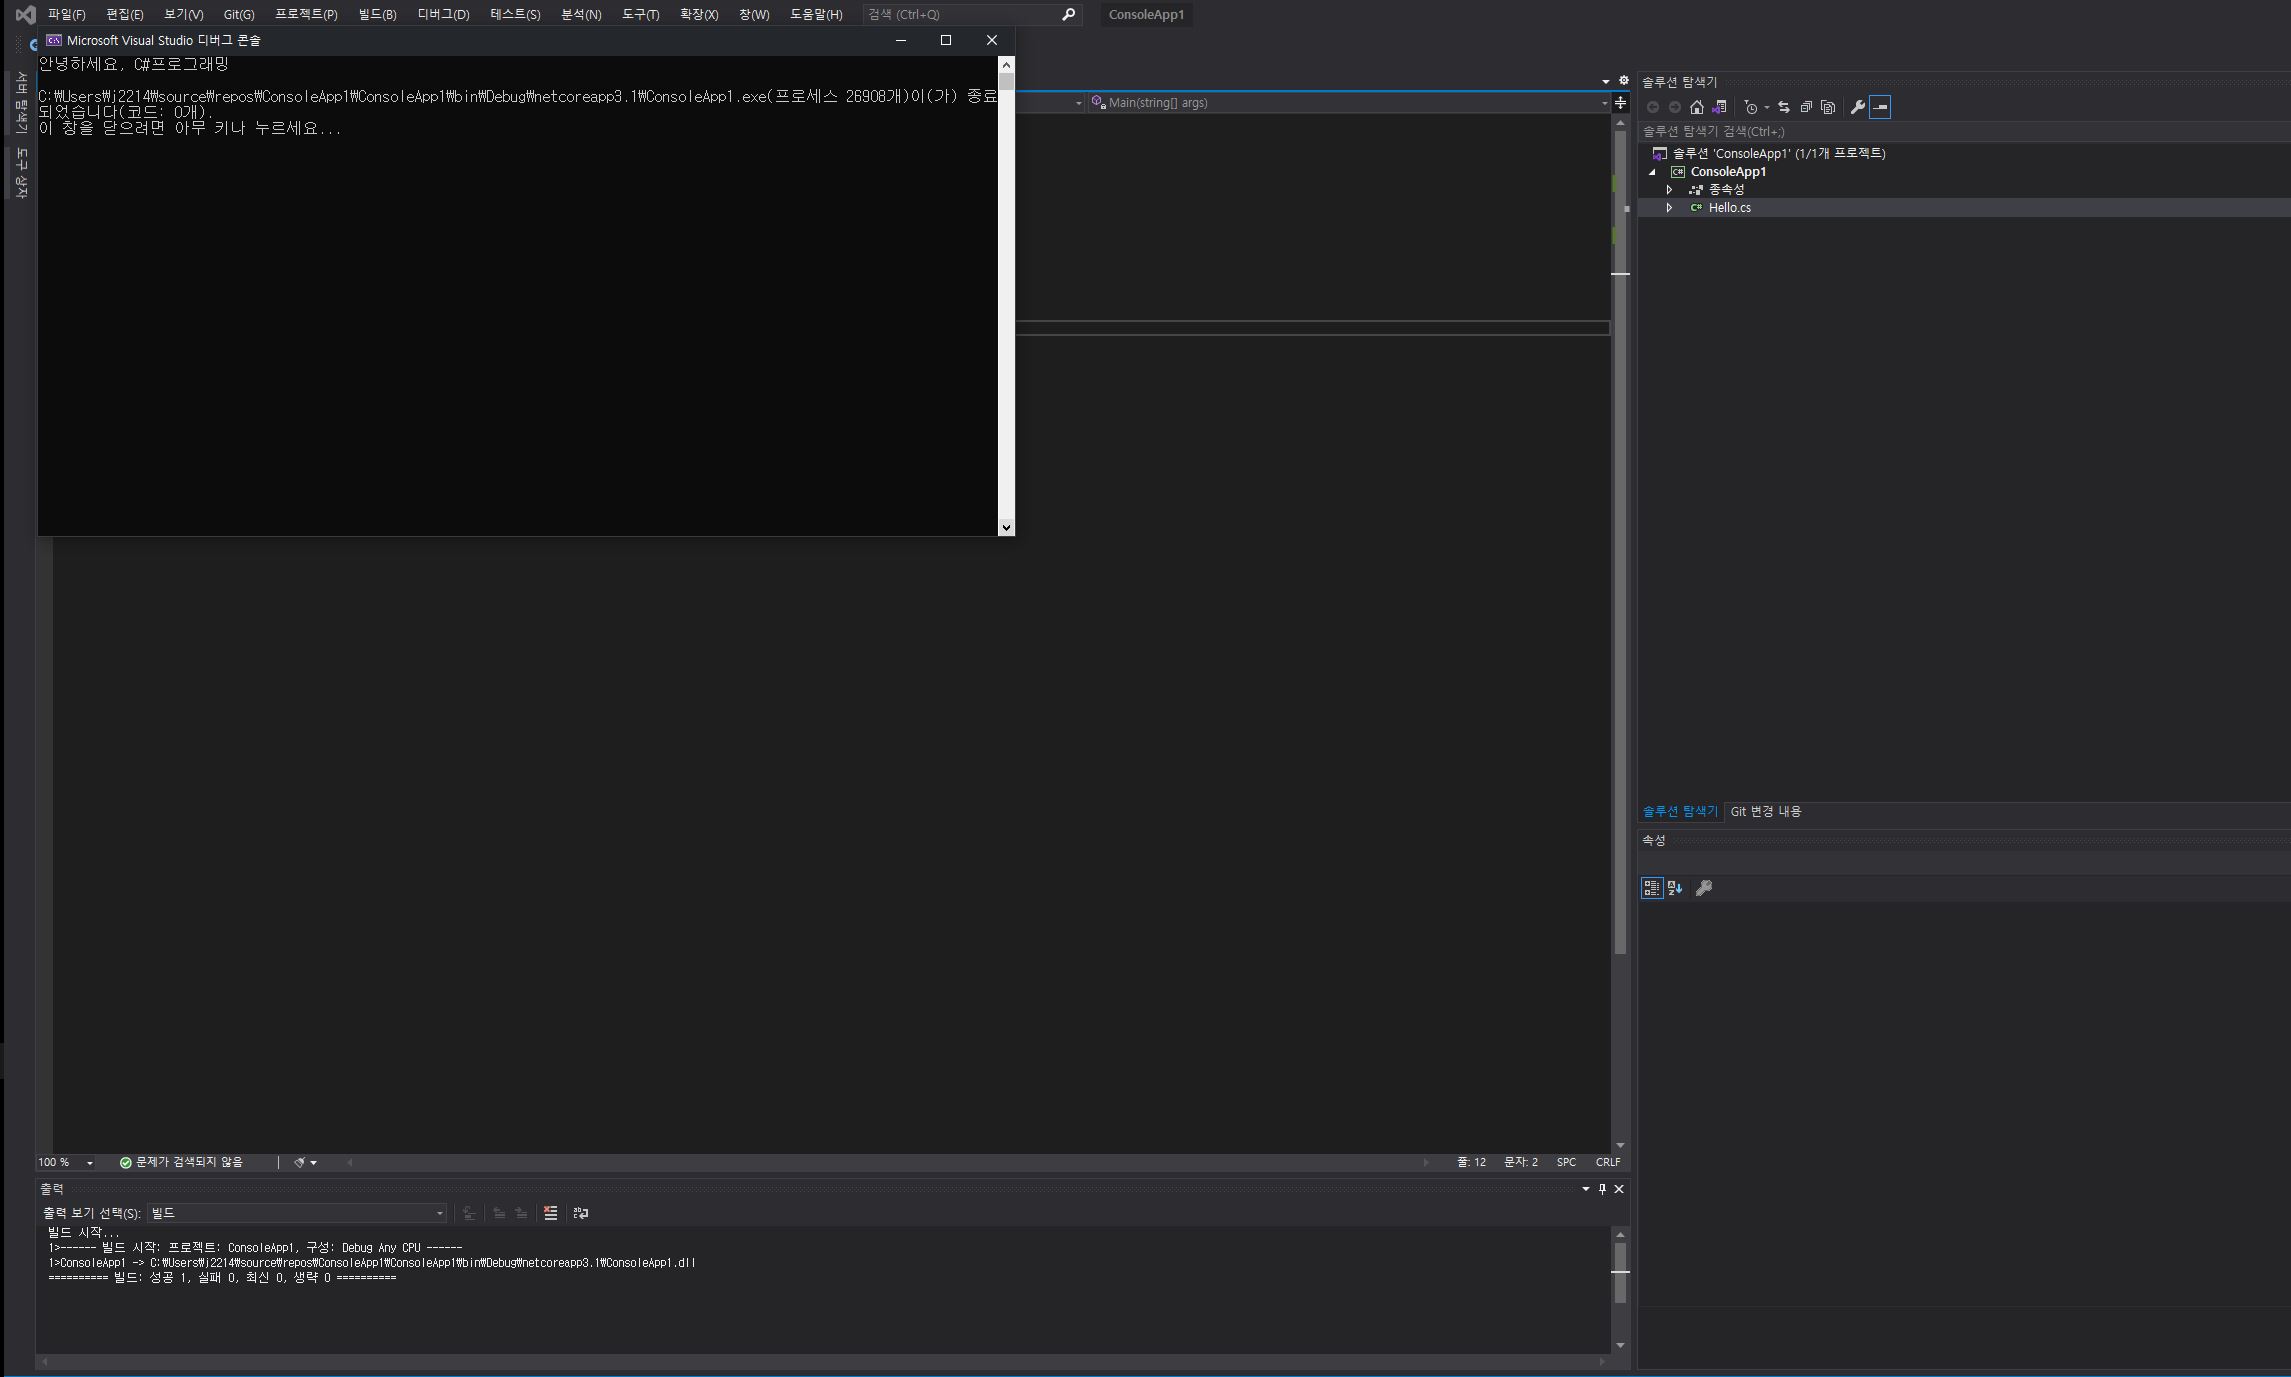 파일(F) 편집(E) 보기(V) Git(G) 프로젝트(P) 빌드(B) 디버그(D) 테스트(S) 분석(N) 도구(T) 확장(X) 창(W) 도움말(H) 검색 (Ctrl+Q) ConsoleApp1
Microsoft Visual Studio 디버그 콘솔
안녕하세요, C#프로그래밍
C:₩Users₩j2214₩source₩repos₩ConsoleApp1₩ConsoleApp1₩bin₩Debug₩netcoreapp3.1₩ConsoleApp1.exe(프로세스 26908개)이(가) 종료
되었습니다(코드: 0개).
이 창을 닫으려면 아무 키나 누르세요...
서버 탐색기
도구 상자
Main(string[] args)
솔루션 탐색기
솔루션 탐색기 검색(Ctrl+;)
솔루션 'ConsoleApp1' (1/1개 프로젝트)
C# ConsoleApp1
종속성
C# Hello.cs
솔루션 탐색기 Git 변경 내용
속성
100 % 문제가 검색되지 않음 줄: 12 문자: 2 SPC CRLF
출력
출력 보기 선택(S): 빌드
빌드 시작...
1>------ 빌드 시작: 프로젝트: ConsoleApp1, 구성: Debug Any CPU ------
1>ConsoleApp1 -> C:₩Users₩j2214₩source₩repos₩ConsoleApp1₩ConsoleApp1₩bin₩Debug₩netcoreapp3.1₩ConsoleApp1.dll
========== 빌드: 성공 1, 실패 0, 최신 0, 생략 0 ==========